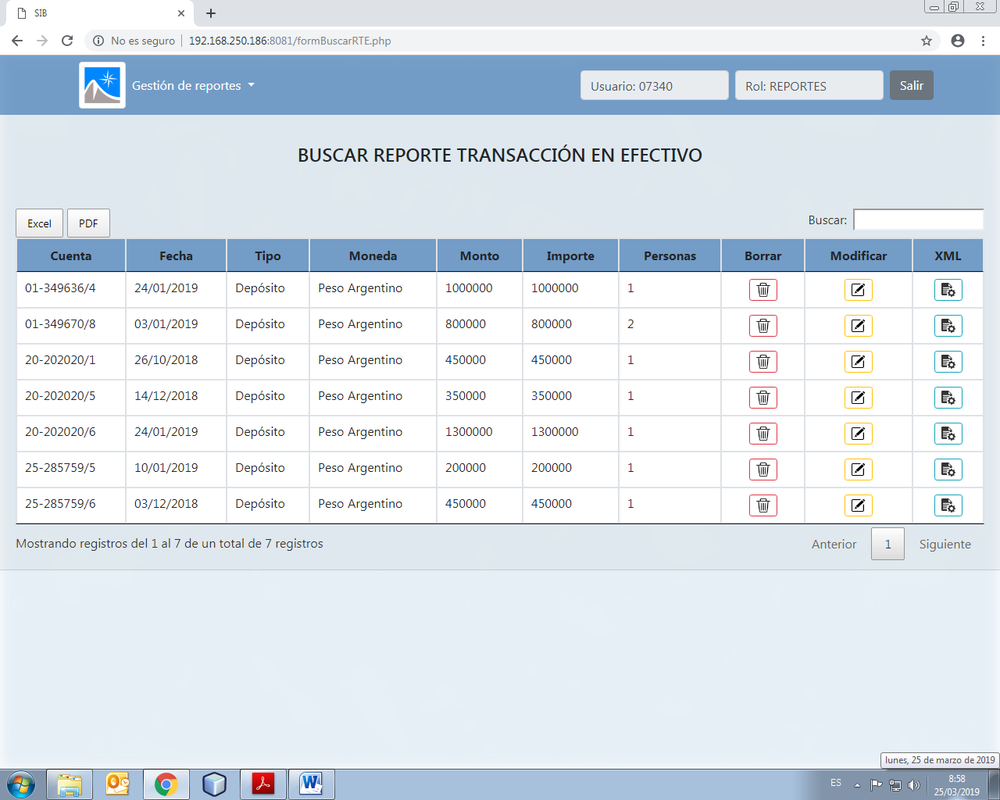 SIB
No es seguro 192.168.250.186:8081/formBuscarRTE.php
Gestión de reportes Usuario: 07340 Rol: REPORTES Salir
BUSCAR REPORTE TRANSACCIÓN EN EFECTIVO
Excel PDF Buscar:
Cuenta Fecha Tipo Moneda Monto Importe Personas Borrar Modificar XML
01-349636/4 24/01/2019 Depósito Peso Argentino 1000000 1000000 1
01-349670/8 03/01/2019 Depósito Peso Argentino 800000 800000 2
20-202020/1 26/10/2018 Depósito Peso Argentino 450000 450000 1
20-202020/5 14/12/2018 Depósito Peso Argentino 350000 350000 1
20-202020/6 24/01/2019 Depósito Peso Argentino 1300000 1300000 1
25-285759/5 10/01/2019 Depósito Peso Argentino 200000 200000 1
25-285759/6 03/12/2018 Depósito Peso Argentino 450000 450000 1
Mostrando registros del 1 al 7 de un total de 7 registros Anterior 1 Siguiente
lunes, 25 de marzo de 2019
ES 8:58
25/03/2019